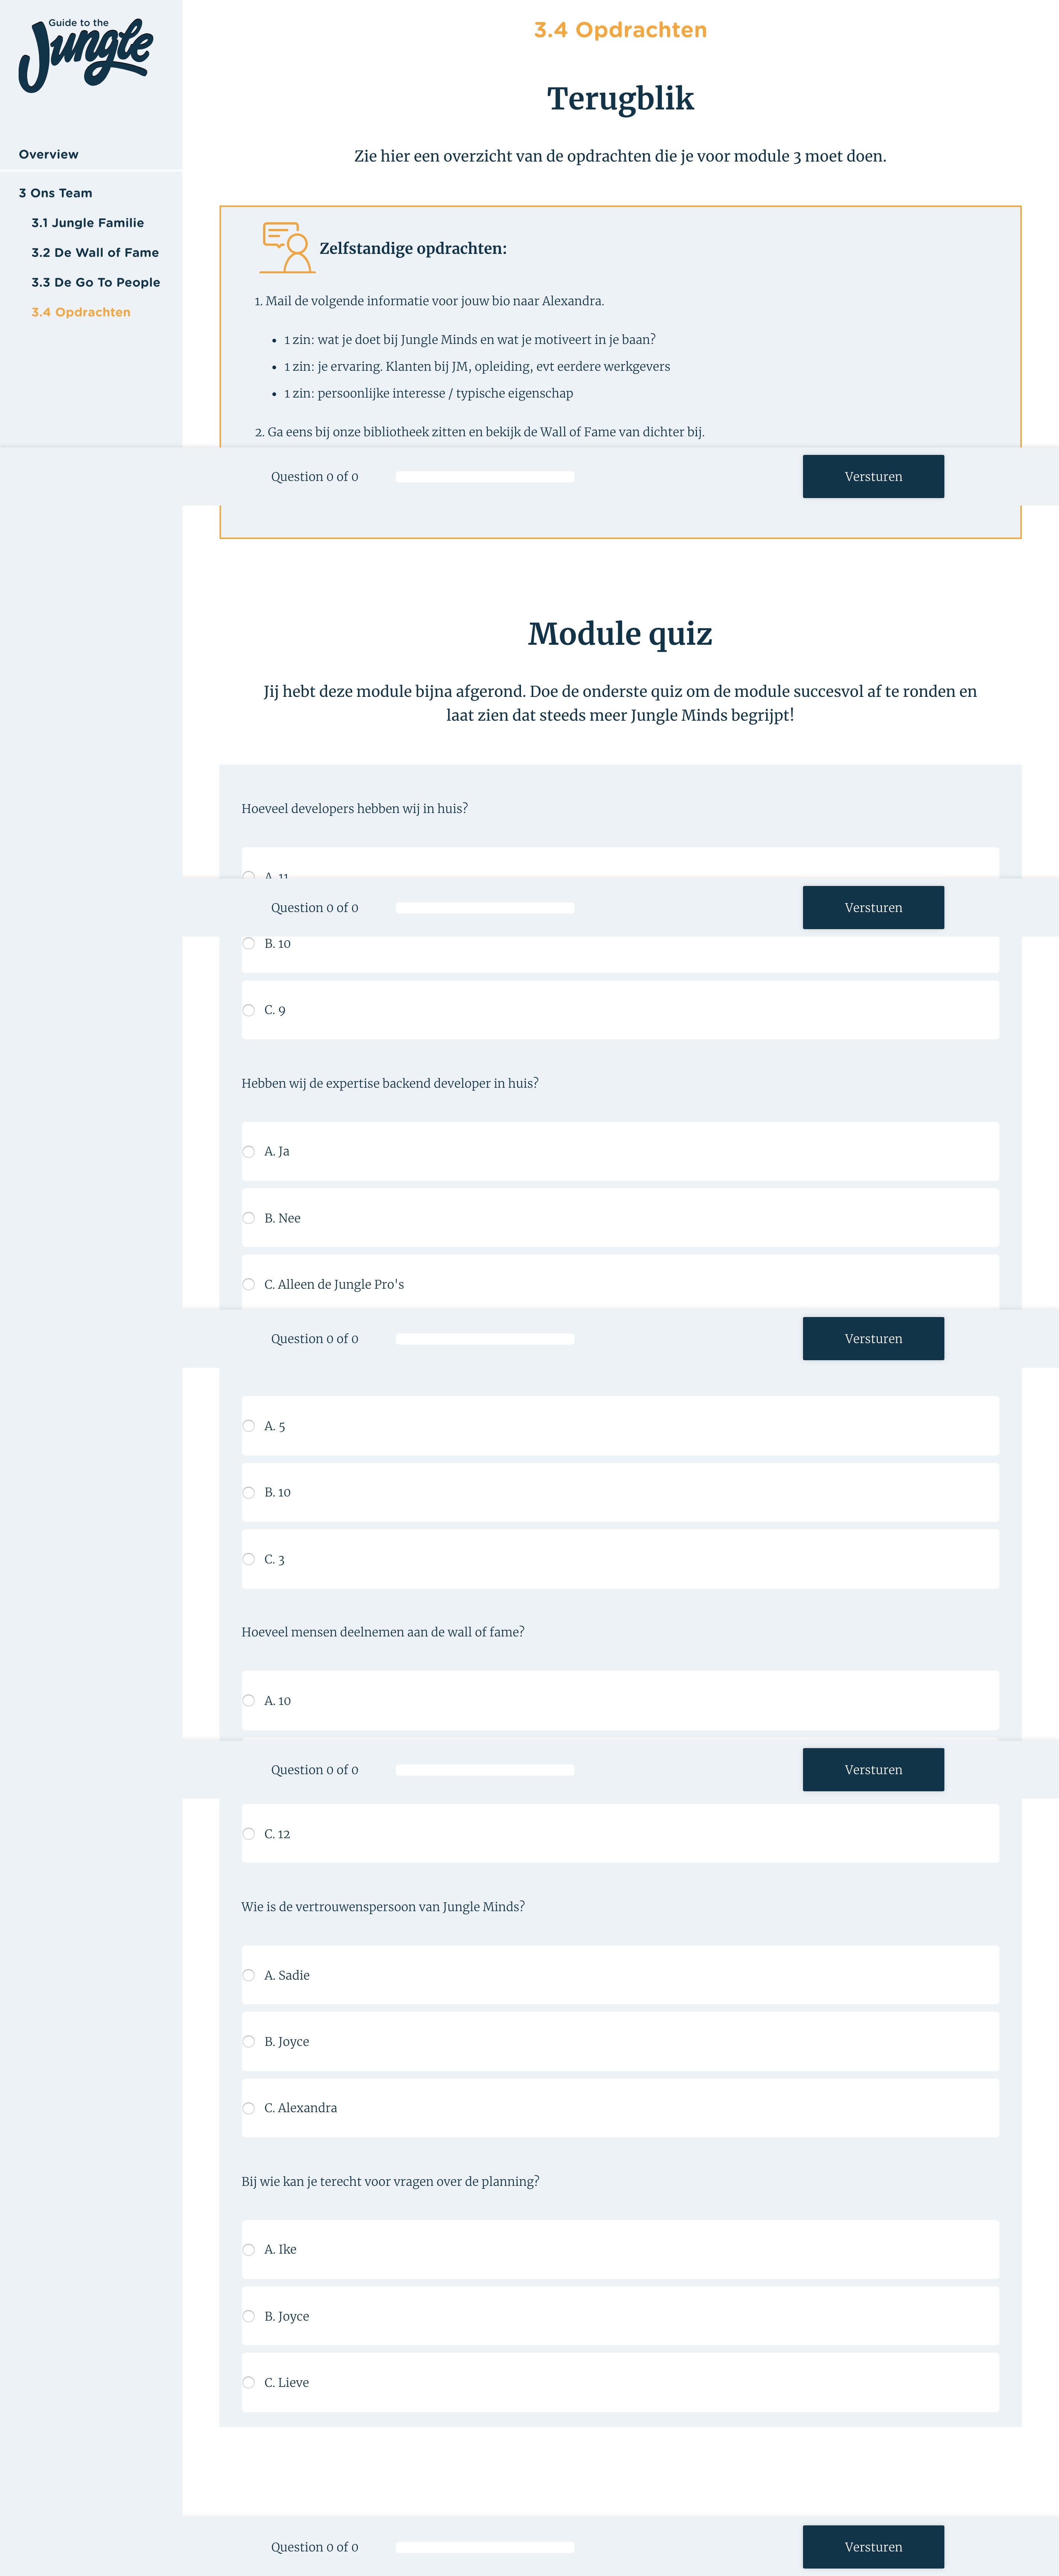 Guide to the
Jungle
Overview
3 Ons Team
3.1 Jungle Familie
3.2 De Wall of Fame
3.3 De Go To People
3.4 Opdrachten
3.4 Opdrachten
Terugblik
Zie hier een overzicht van de opdrachten die je voor module 3 moet doen.
Zelfstandige opdrachten:
1. Mail de volgende informatie voor jouw bio naar Alexandra.
• 1 zin: wat je doet bij Jungle Minds en wat je motiveert in je baan?
• 1 zin: je ervaring. Klanten bij JM, opleiding, evt eerdere werkgevers
• 1 zin: persoonlijke interesse / typische eigenschap
2. Ga eens bij onze bibliotheek zitten en bekijk de Wall of Fame van dichter bij.
Question 0 of 0
Versturen
Module quiz
Jij hebt deze module bijna afgerond. Doe de onderste quiz om de module succesvol af te ronden en
laat zien dat steeds meer Jungle Minds begrijpt!
Hoeveel developers hebben wij in huis?
A. 11
Question 0 of 0
Versturen
B. 10
C. 9
Hebben wij de expertise backend developer in huis?
A. Ja
B. Nee
C. Alleen de Jungle Pro's
Question 0 of 0
Versturen
A. 5
B. 10
C. 3
Hoeveel mensen deelnemen aan de wall of fame?
A. 10
Question 0 of 0
Versturen
C. 12
Wie is de vertrouwenspersoon van Jungle Minds?
A. Sadie
B. Joyce
C. Alexandra
Bij wie kan je terecht voor vragen over de planning?
A. Ike
B. Joyce
C. Lieve
Question 0 of 0
Versturen